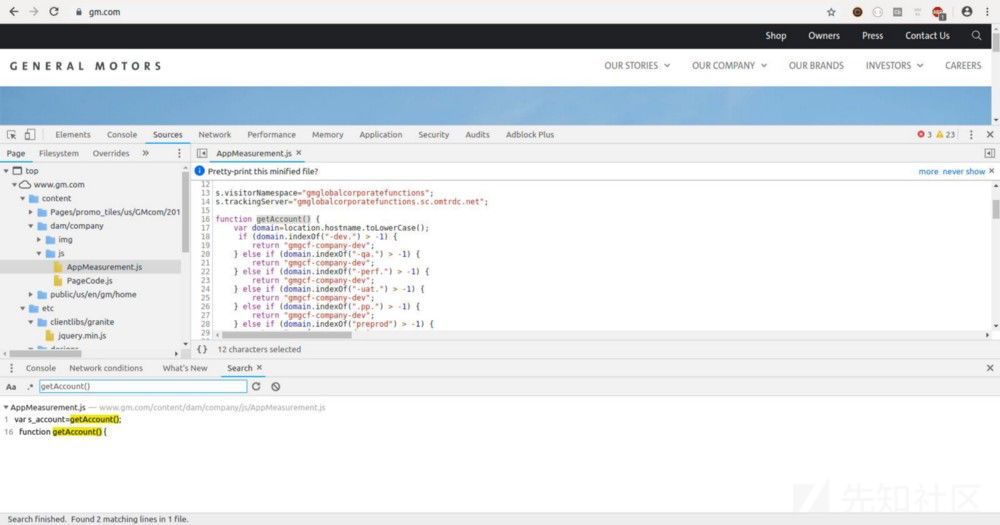 gm.com
Shop Owners Press Contact Us
GENERAL MOTORS
OUR STORIES OUR COMPANY OUR BRANDS INVESTORS CAREERS
Elements Console Sources Network Performance Memory Application Security Audits Adblock Plus 3 23
Page Filesystem Overrides » AppMeasurement.js ×
Pretty-print this minified file? more never show ×
top
www.gm.com
content
Pages/promo_tiles/us/GMcom/201
dam/company
img
js
AppMeasurement.js
PageCode.js
public/us/en/gm/home
etc
clientlibs/granite
jquery.min.js
12
13 s.visitorNamespace="gmglobalcorporatefunctions";
14 s.trackingServer="gmglobalcorporatefunctions.sc.omtrdc.net";
15
16 function getAccount() {
17 var domain=location.hostname.toLowerCase();
18 if (domain.indexOf("-dev.") > -1) {
19 return "gmgcf-company-dev";
20 } else if (domain.indexOf("-qa.") > -1) {
21 return "gmgcf-company-dev";
22 } else if (domain.indexOf("-perf.") > -1) {
23 return "gmgcf-company-dev";
24 } else if (domain.indexOf("-uat.") > -1) {
25 return "gmgcf-company-dev";
26 } else if (domain.indexOf(".pp.") > -1) {
27 return "gmgcf-company-dev";
28 } else if (domain.indexOf("preprod") > -1) {
29
{} 12 characters selected
Console Network conditions What's New Search ×
Aa .* getAccount()
AppMeasurement.js — www.gm.com/content/dam/company/js/AppMeasurement.js
1 var s_account=getAccount();
16 function getAccount() {
Search finished. Found 2 matching lines in 1 file.
先知社区